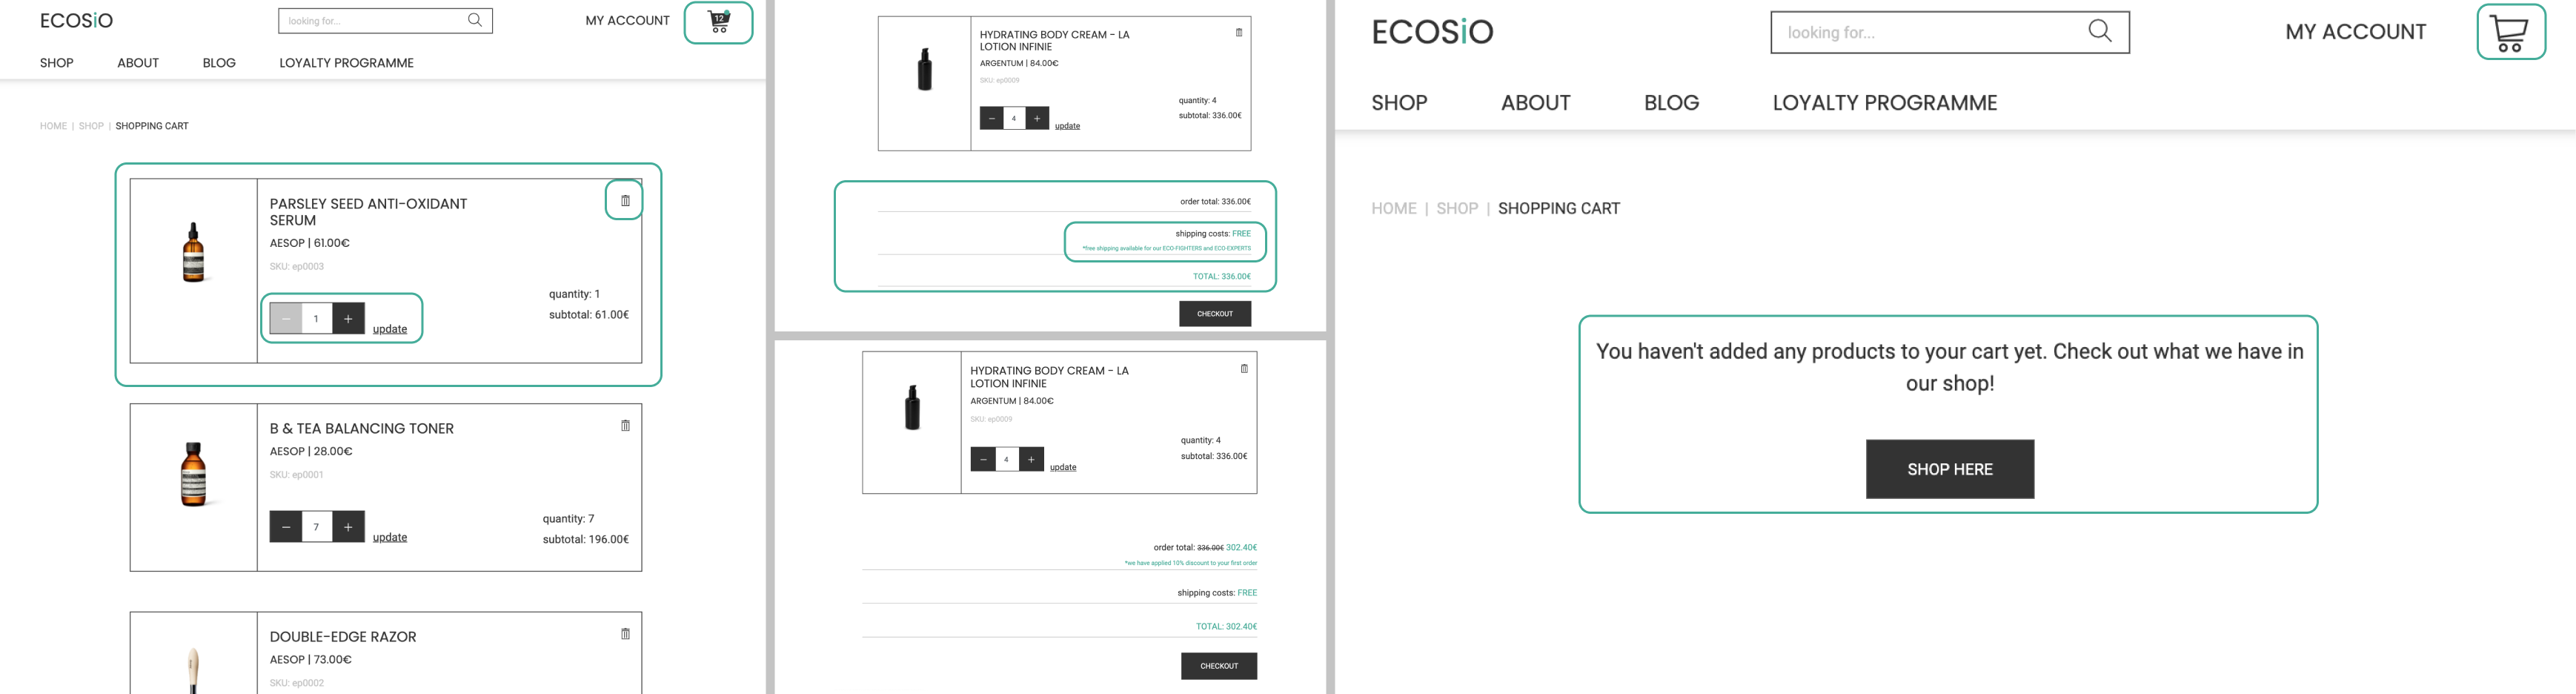 ECOSiO
looking for...
MY ACCOUNT
12
SHOP
ABOUT
BLOG
LOYALTY PROGRAMME
HOME | SHOP | SHOPPING CART
PARSLEY SEED ANTI-OXIDANT
SERUM
AESOP | 61.00€
SKU: ep0003
quantity: 1
− 1 + update
subtotal: 61.00€
B & TEA BALANCING TONER
AESOP | 28.00€
SKU: ep0001
quantity: 7
− 7 + update
subtotal: 196.00€
DOUBLE-EDGE RAZOR
AESOP | 73.00€
SKU: ep0002
HYDRATING BODY CREAM - LA
LOTION INFINIE
ARGENTUM | 84.00€
SKU: ep0009
quantity: 4
− 4 + update
subtotal: 336.00€
order total: 336.00€
shipping costs: FREE
*free shipping available for our ECO-FIGHTERS and ECO-EXPERTS
TOTAL: 336.00€
CHECKOUT
HYDRATING BODY CREAM - LA
LOTION INFINIE
ARGENTUM | 84.00€
SKU: ep0009
quantity: 4
− 4 + update
subtotal: 336.00€
order total: 336.00€ 302.40€
*we have applied 10% discount to your first order
shipping costs: FREE
TOTAL: 302.40€
CHECKOUT
ECOSiO
looking for...
MY ACCOUNT
SHOP
ABOUT
BLOG
LOYALTY PROGRAMME
HOME | SHOP | SHOPPING CART
You haven't added any products to your cart yet. Check out what we have in
our shop!
SHOP HERE